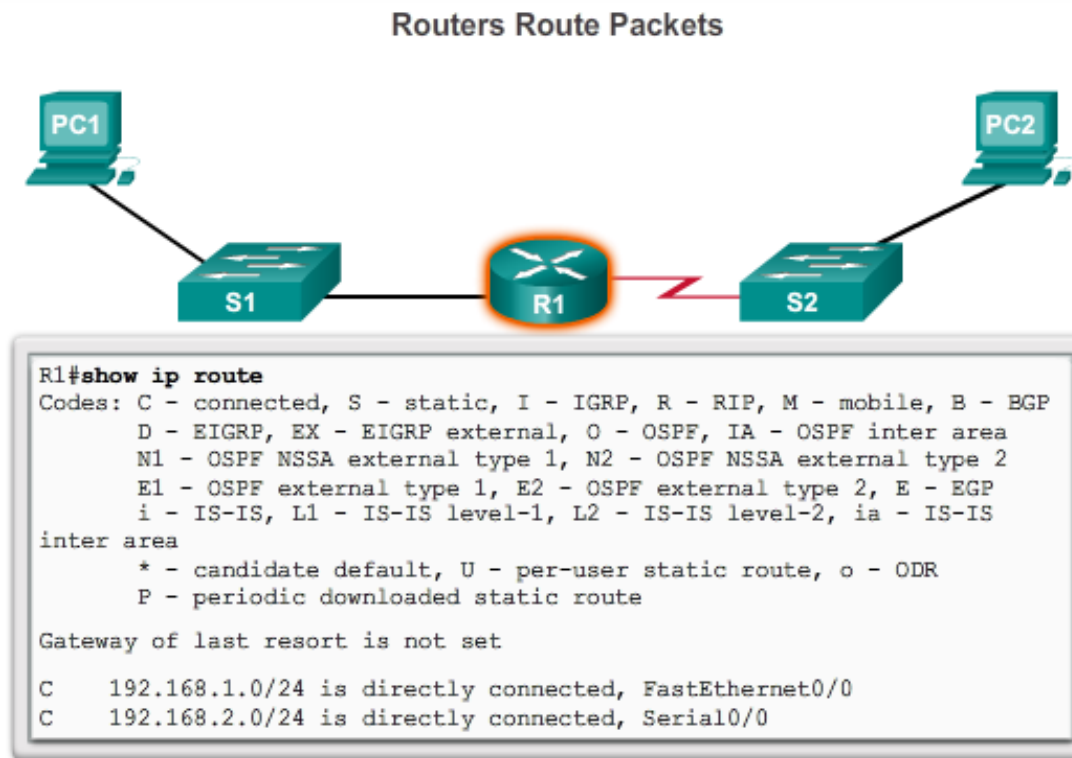 Routers Route Packets
PC1
PC2
S1
R1
S2
R1#show ip route
Codes: C - connected, S - static, I - IGRP, R - RIP, M - mobile, B - BGP
D - EIGRP, EX - EIGRP external, O - OSPF, IA - OSPF inter area
N1 - OSPF NSSA external type 1, N2 - OSPF NSSA external type 2
E1 - OSPF external type 1, E2 - OSPF external type 2, E - EGP
i - IS-IS, L1 - IS-IS level-1, L2 - IS-IS level-2, ia - IS-IS
inter area
* - candidate default, U - per-user static route, o - ODR
P - periodic downloaded static route
Gateway of last resort is not set
C 192.168.1.0/24 is directly connected, FastEthernet0/0
C 192.168.2.0/24 is directly connected, Serial0/0